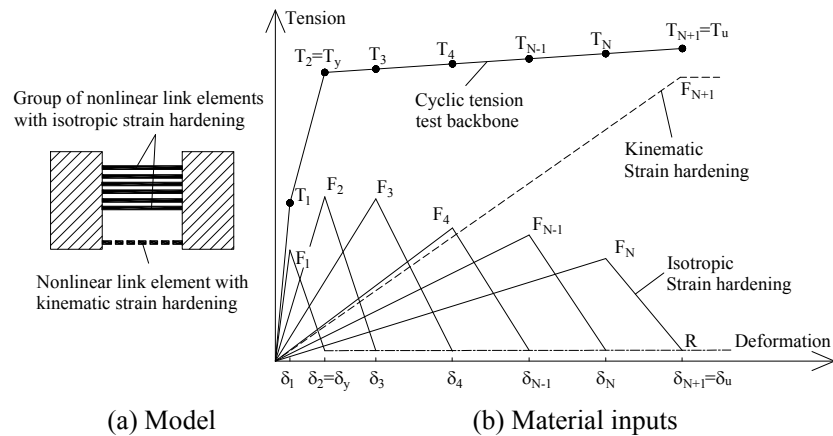 Tension
T2=Ty
T3
T4
TN-1
TN
TN+1=Tu
Cyclic tension
test backbone
FN+1
Kinematic
Strain hardening
T1
F1
F2
F3
F4
FN-1
FN
Isotropic
Strain hardening
R
Deformation
δ1
δ2=δy
δ3
δ4
δN-1
δN
δN+1=δu
Group of nonlinear link elements
with isotropic strain hardening
Nonlinear link element with
kinematic strain hardening
(a) Model
(b) Material inputs